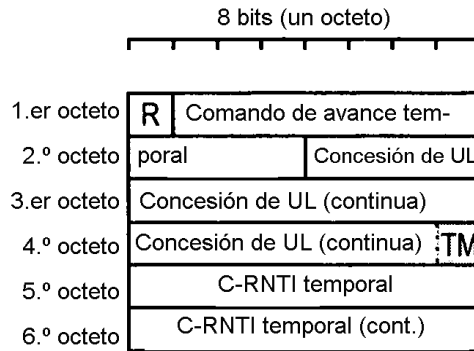 8 bits (un octeto)
1.er octeto R Comando de avance tem-
2.º octeto poral Concesión de UL
3.er octeto Concesión de UL (continua)
4.º octeto Concesión de UL (continua) TM
5.º octeto C-RNTI temporal
6.º octeto C-RNTI temporal (cont.)